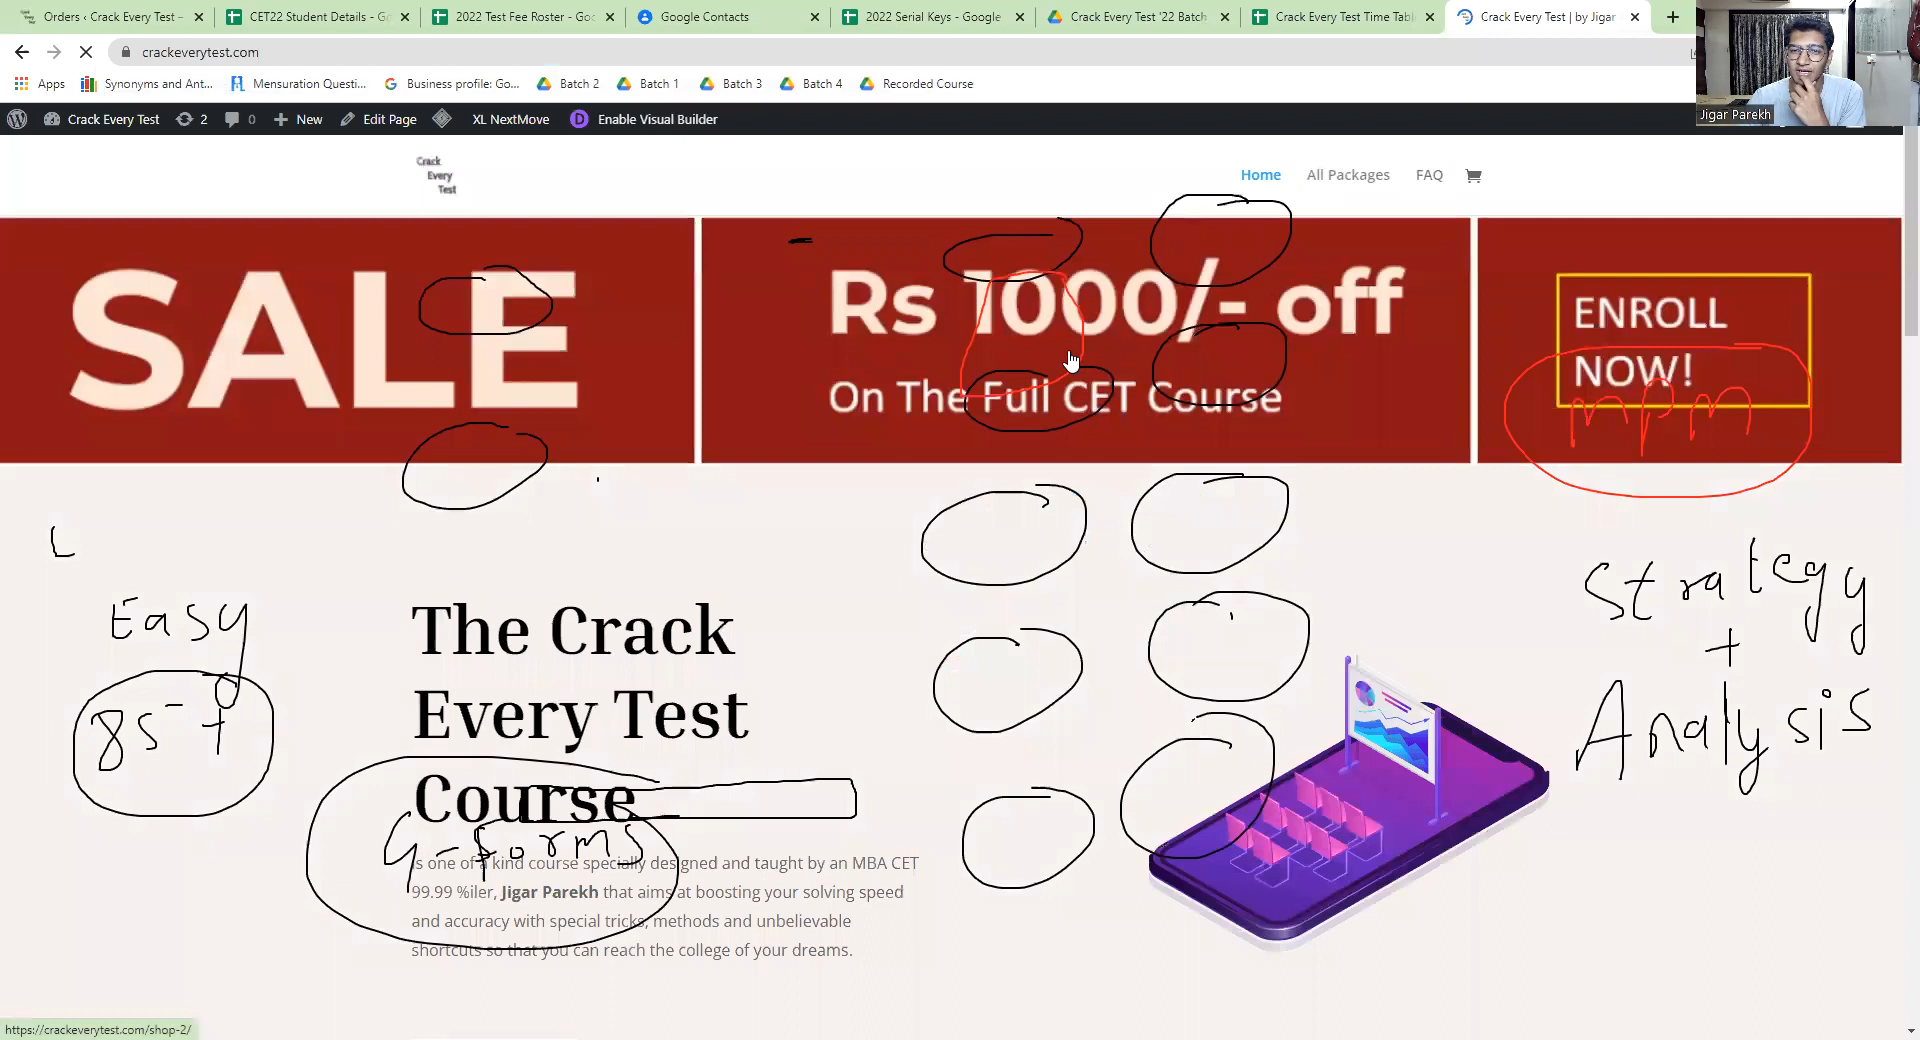 Orders ‹ Crack Every Test –
CET22 Student Details - G
2022 Test Fee Roster - Goo
Google Contacts
2022 Serial Keys - Google
Crack Every Test '22 Batch
Crack Every Test Time Tabl
Crack Every Test | by Jigar
crackeverytest.com
Apps
Synonyms and Ant...
Mensuration Questi...
Business profile: Go...
Batch 2
Batch 1
Batch 3
Batch 4
Recorded Course
Jigar Parekh
Crack Every Test
2
0
New
Edit Page
XL NextMove
Enable Visual Builder
Crack
Every
Test
Home
All Packages
FAQ
SALE
Rs 1000/- off
On The Full CET Course
ENROLL
NOW!
MPM
Easy
85+
Strategy
+
Analysis
The Crack
Every Test
Course
G-forms
is one of a kind course specially designed and taught by an MBA CET
99.99 %iler, Jigar Parekh that aims at boosting your solving speed
and accuracy with special tricks, methods and unbelievable
shortcuts so that you can reach the college of your dreams.
https://crackeverytest.com/shop-2/